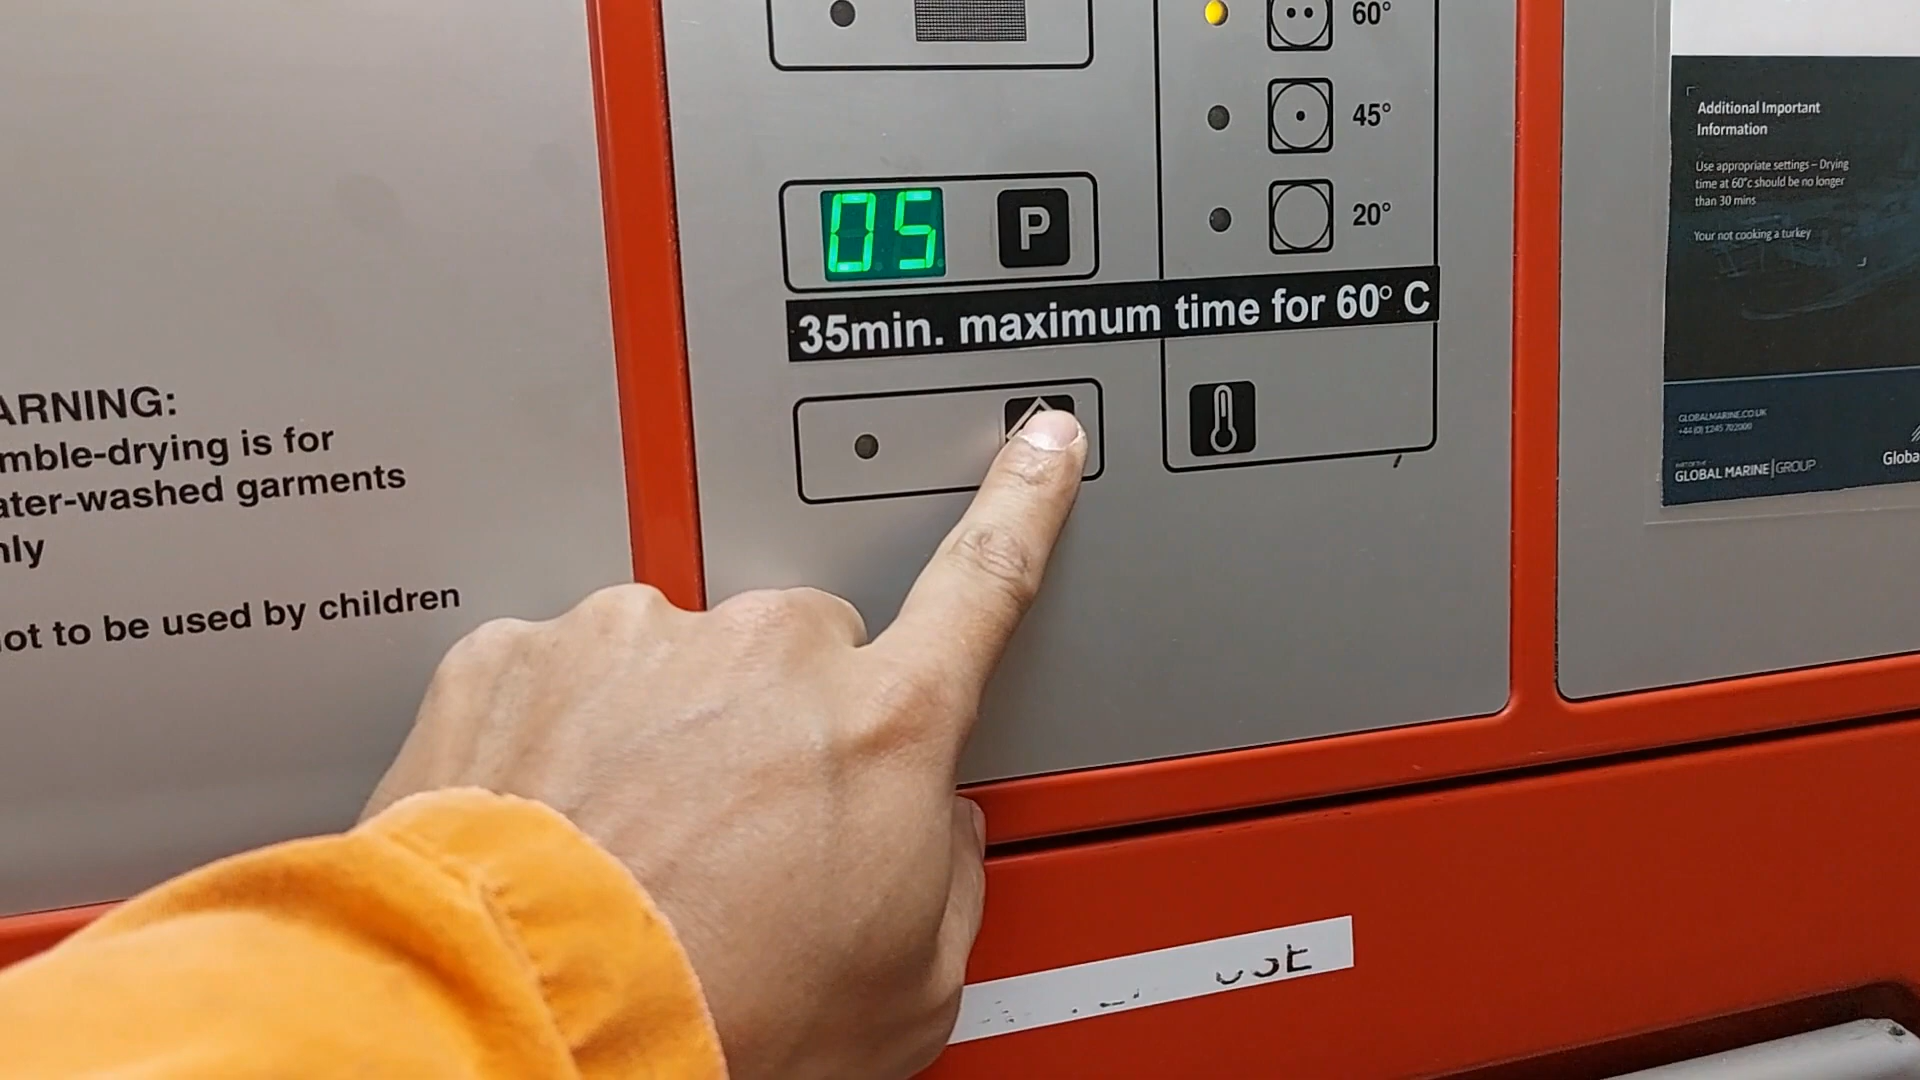 ARNING:
mble-drying is for
ater-washed garments
nly
ot to be used by children
60°
45°
20°
05 P
35min. maximum time for 60° C
Additional Important
Information
Use appropriate settings – Drying
time at 60°c should be no longer
than 30 mins
Your not cooking a turkey
GLOBALMARINE.CO.UK
GLOBAL MARINE | GROUP
Globa